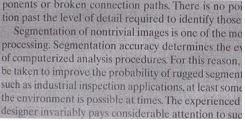 ponents or broken connection paths. There is no poi
tion past the level of detail required to identify those
Segmentation of nontrivial images is one of the mo
processing. Segmentation accuracy determines the ev
of computerized analysis procedures. For this reason,
be taken to improve the probability of rugged segment
such as industrial inspection applications, at least some
the environment is possible at times. The experienced
designer invariably pays considerable attention to suc